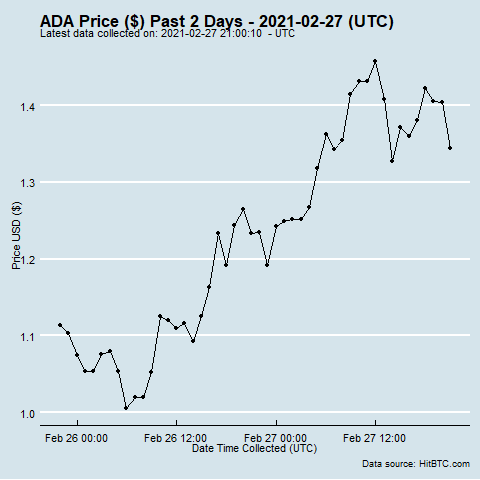 ADA Price ($) Past 2 Days - 2021-02-27 (UTC)
Latest data collected on: 2021-02-27 21:00:10  - UTC
Price USD ($)
1.4
1.3
1.2
1.1
1.0
Feb 26 00:00 Feb 26 12:00 Feb 27 00:00 Feb 27 12:00
Date Time Collected (UTC)
Data source: HitBTC.com